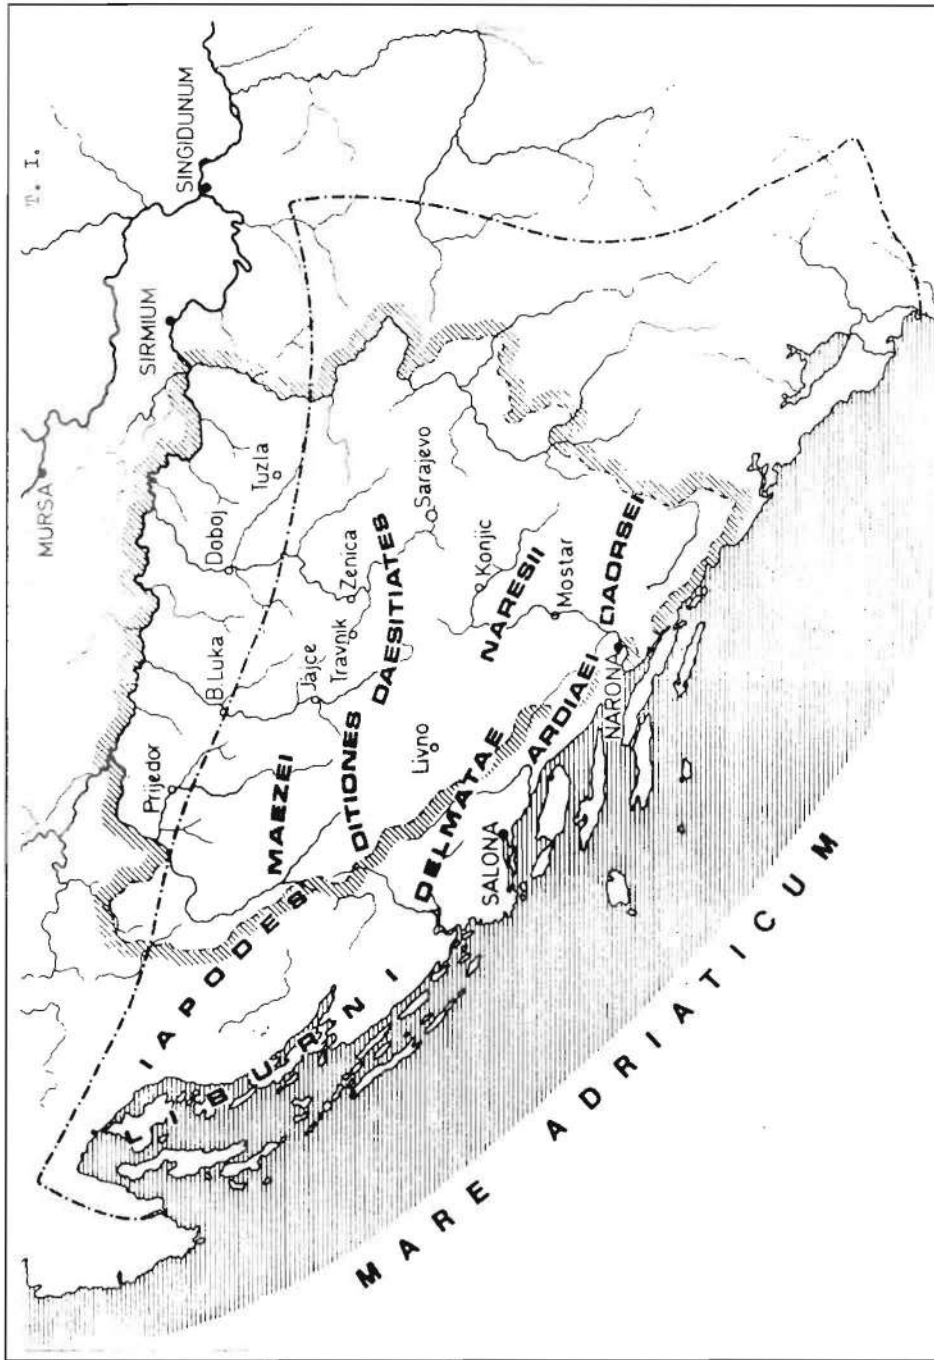 T. I.
MURSA
SIRMIUM
SINGIDUNUM
Prijedor
B.Luka
Doboj
Tuzla
Jajce
Travnik
Zenica
Sarajevo
Livno
Konjic
Mostar
IAPODES
LIBURNI
MAEZEI
DITIONES
DAESITIATES
DELMATAE
NARESII
ARDIAEI
DAORSEI
SALONA
NARONA
MARE ADRIATICUM